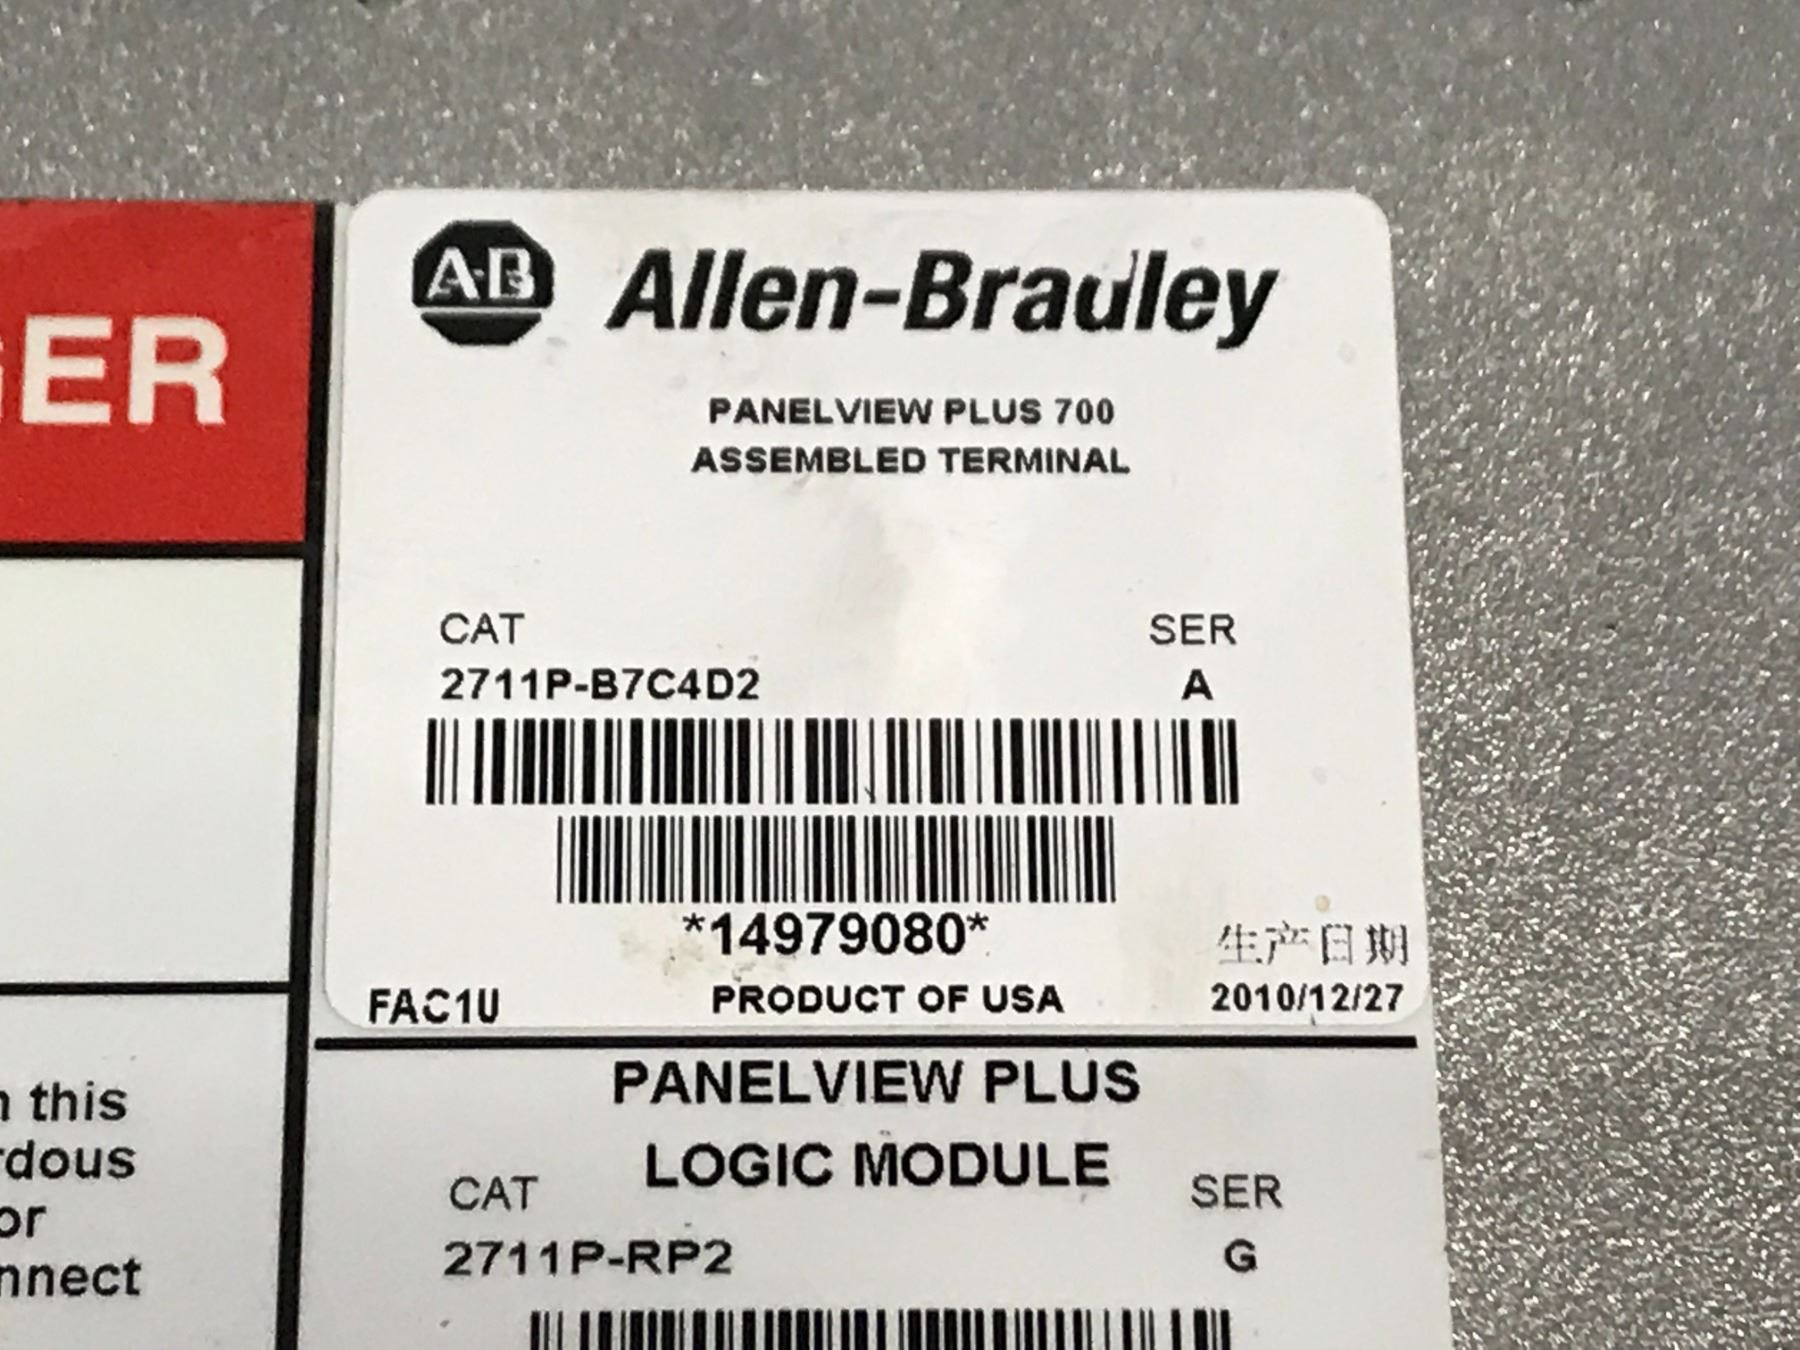 GER
A-B Allen-Bradley
PANELVIEW PLUS 700
ASSEMBLED TERMINAL
CAT SER
2711P-B7C4D2 A
*14979080*
生产日期
FAC1U PRODUCT OF USA 2010/12/27
PANELVIEW PLUS
LOGIC MODULE
CAT SER
2711P-RP2 G
this
rdous
or
nnect